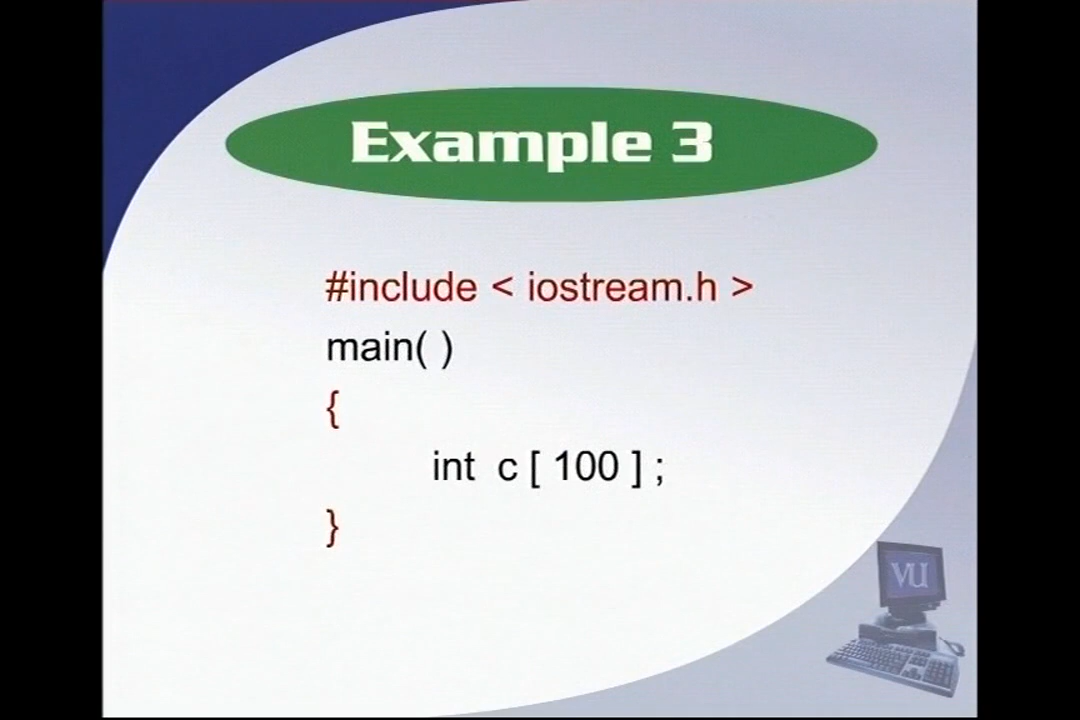 Example 3
#include < iostream.h >
main( )
{
int c [ 100 ] ;
}
VU